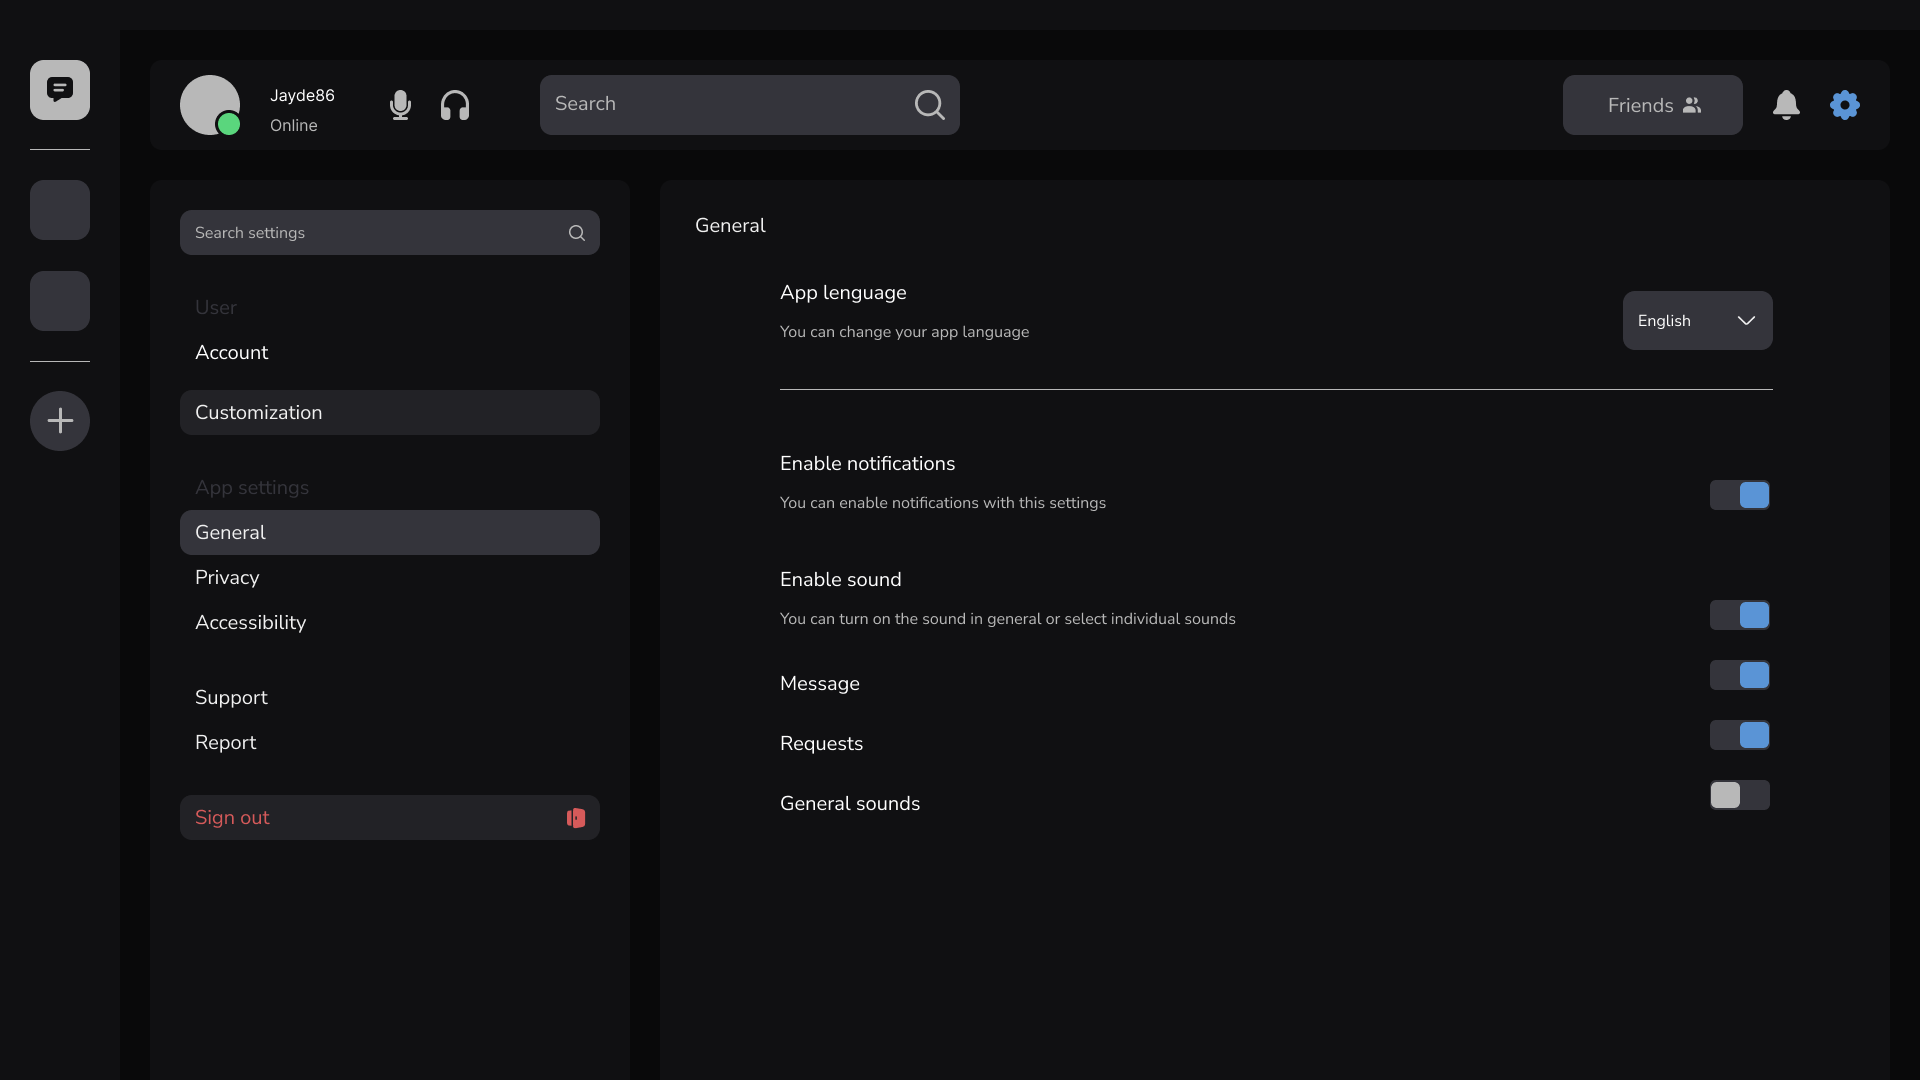 Jayde86
Online
Search
Friends
Search settings
User
Account
Customization
App settings
General
Privacy
Accessibility
Support
Report
Sign out
General
App lenguage
You can change your app language
English
Enable notifications
You can enable notifications with this settings
Enable sound
You can turn on the sound in general or select individual sounds
Message
Requests
General sounds